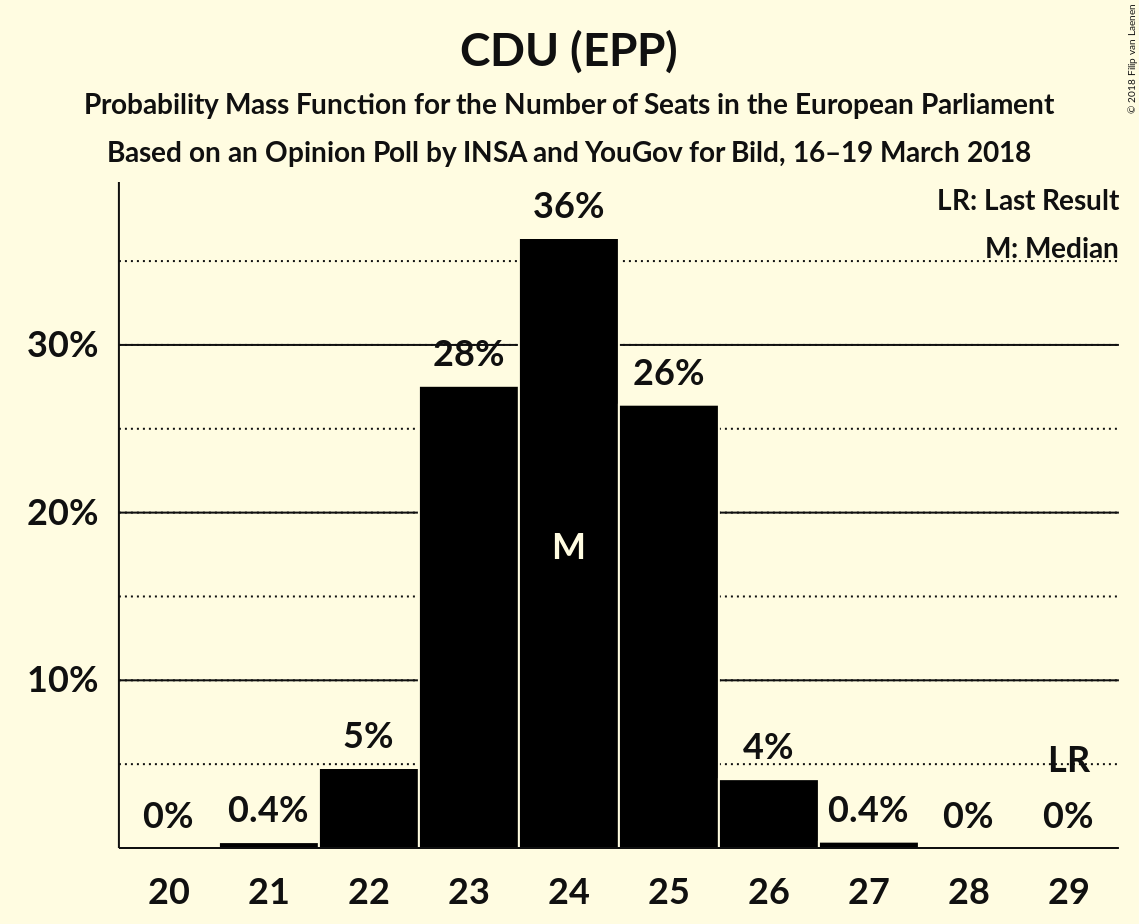 CDU (EPP)
Probability Mass Function for the Number of Seats in the European Parliament
Based on an Opinion Poll by INSA and YouGov for Bild, 16–19 March 2018
© 2018 Filip van Laenen
LR: Last Result
M: Median
36%
30%
28%
26%
20%
M
10%
5%
4%
LR
0%
0.4%
0.4%
0%
0%
20 21 22 23 24 25 26 27 28 29